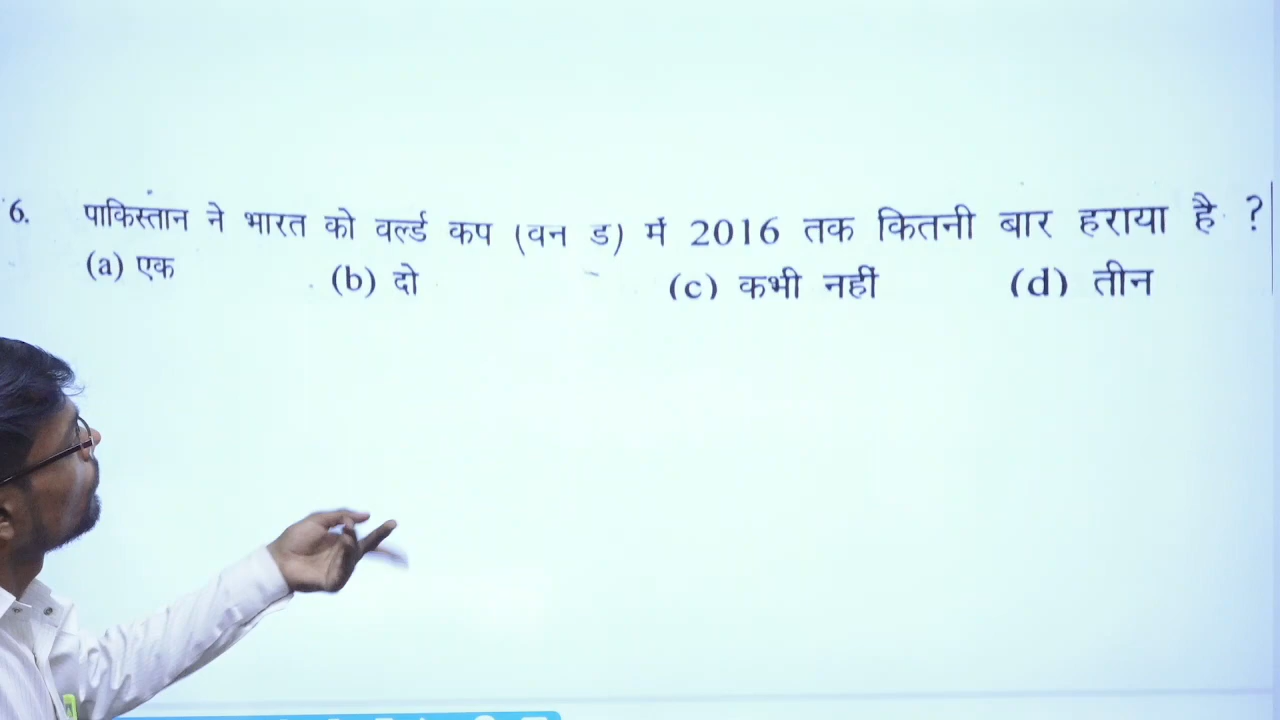 6. पाकिस्तान ने भारत को वर्ल्ड कप (वन ड) में 2016 तक कितनी बार हराया है ?
(a) एक (b) दो (c) कभी नहीं (d) तीन